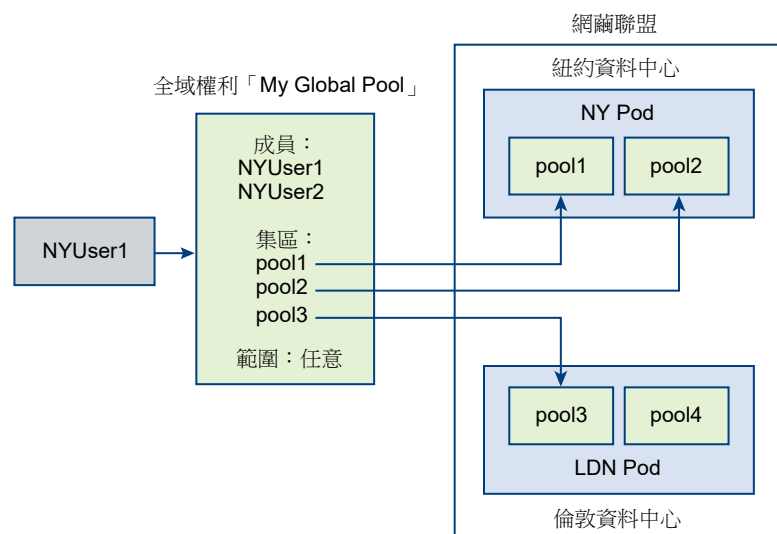 網繭聯盟
紐約資料中心
全域權利「My Global Pool」
NY Pod
pool1
pool2
成員：
NYUser1
NYUser2
集區：
pool1
pool2
pool3
範圍：任意
NYUser1
pool3
pool4
LDN Pod
倫敦資料中心